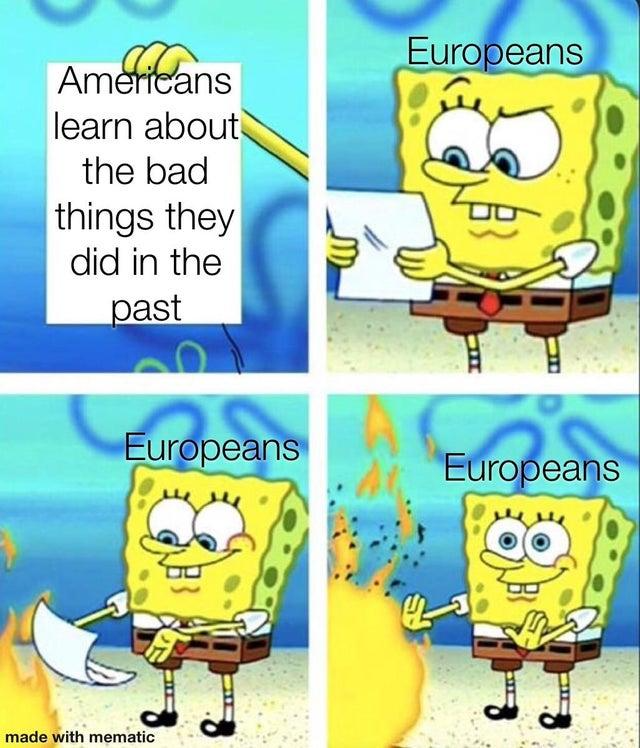 Americans
learn about
the bad
things they
did in the
past
Europeans
Europeans
Europeans
made with mematic